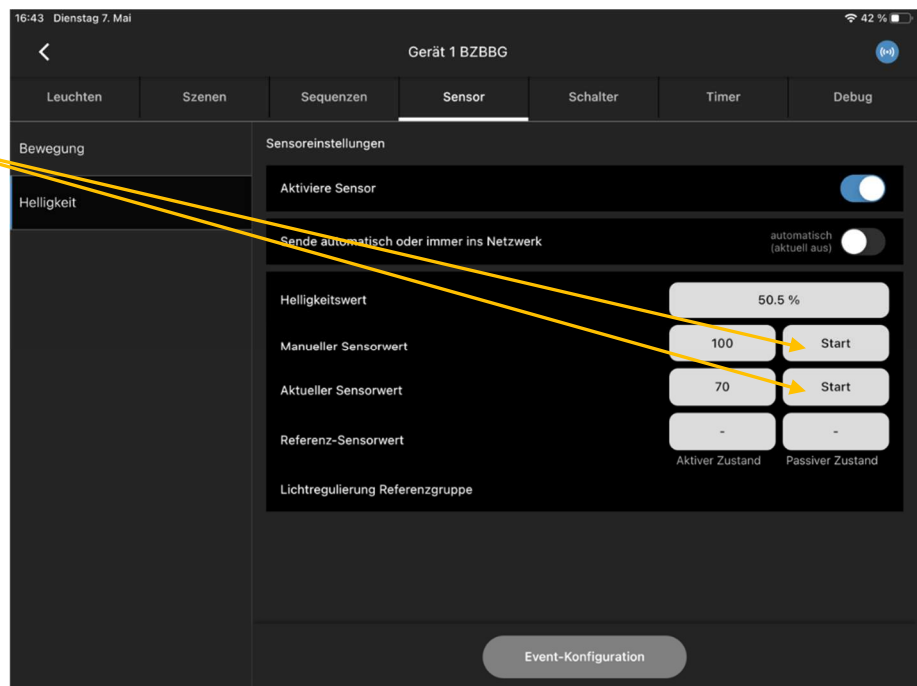 16:43 Dienstag 7. Mai 42 %
Gerät 1 BZBBG
Leuchten Szenen Sequenzen Sensor Schalter Timer Debug
Bewegung
Helligkeit
Sensoreinstellungen
Aktiviere Sensor
Sende automatisch oder immer ins Netzwerk
automatisch
(aktuell aus)
Helligkeitswert 50.5 %
Manueller Sensorwert 100 Start
Aktueller Sensorwert 70 Start
Referenz-Sensorwert - -
Aktiver Zustand Passiver Zustand
Lichtregulierung Referenzgruppe
Event-Konfiguration